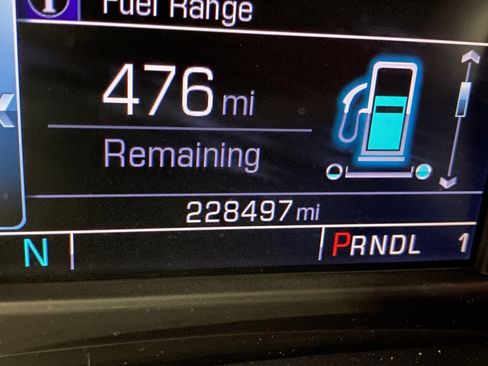 Fuel Range
476 mi
Remaining
228497 mi
N
PRNDL 1